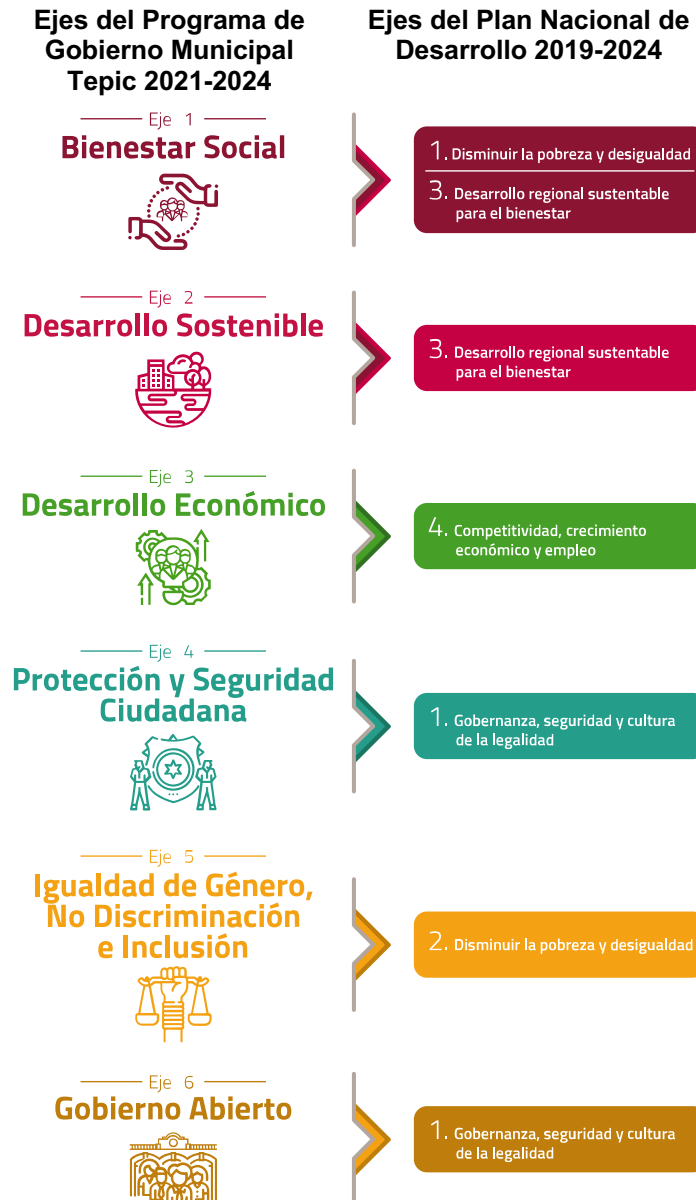 Ejes del Programa de
Gobierno Municipal
Tepic 2021-2024
Ejes del Plan Nacional de
Desarrollo 2019-2024
Eje 1
Bienestar Social
1. Disminuir la pobreza y desigualdad
3. Desarrollo regional sustentable
para el bienestar
Eje 2
Desarrollo Sostenible
3. Desarrollo regional sustentable
para el bienestar
Eje 3
Desarrollo Económico
4. Competitividad, crecimiento
económico y empleo
Eje 4
Protección y Seguridad
Ciudadana
1. Gobernanza, seguridad y cultura
de la legalidad
Eje 5
Igualdad de Género,
No Discriminación
e Inclusión
2. Disminuir la pobreza y desigualdad
Eje 6
Gobierno Abierto
1. Gobernanza, seguridad y cultura
de la legalidad